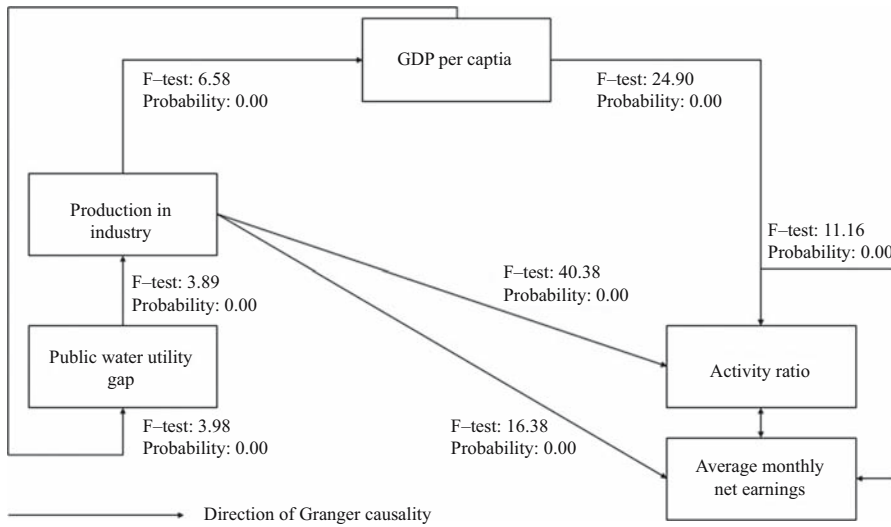 GDP per captia
F–test: 6.58
Probability: 0.00
F–test: 24.90
Probability: 0.00
Production in
industry
F–test: 11.16
Probability: 0.00
F–test: 40.38
Probability: 0.00
F–test: 3.89
Probability: 0.00
Public water utility
gap
Activity ratio
F–test: 3.98
Probability: 0.00
F–test: 16.38
Probability: 0.00
Average monthly
net earnings
Direction of Granger causality